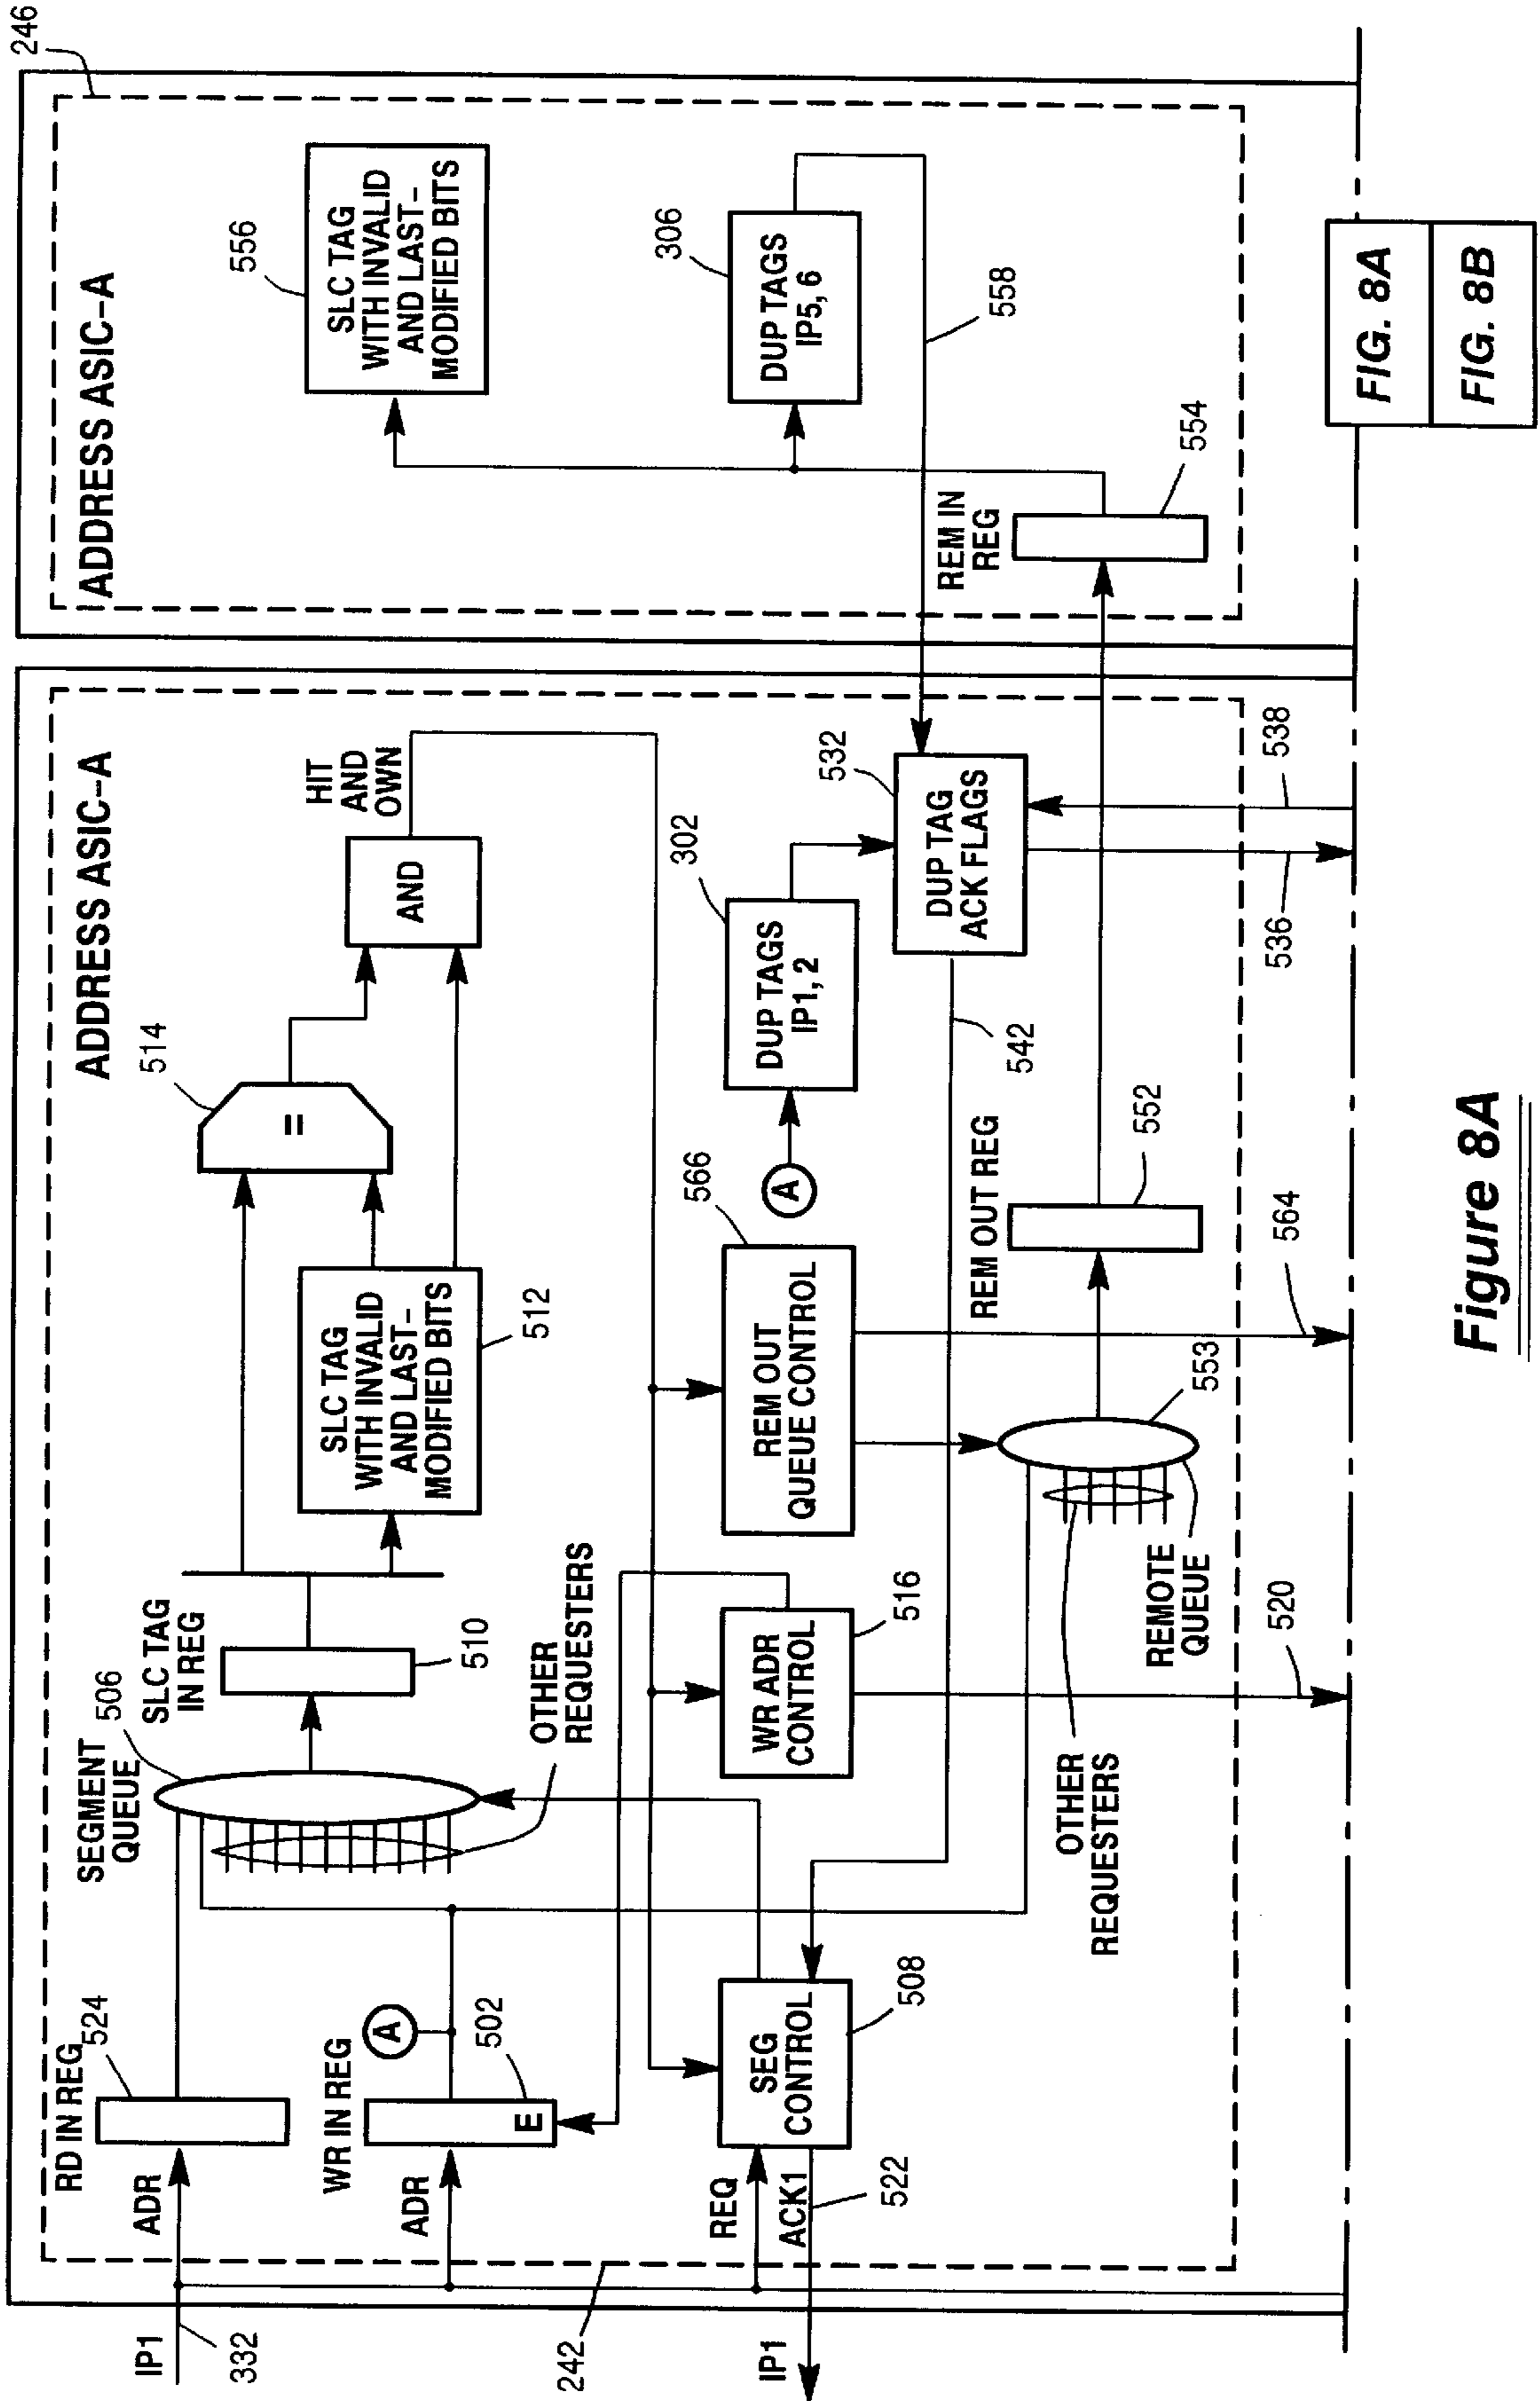 246
ADDRESS ASIC-A
556
SLC TAG
WITH INVALID
AND LAST-
MODIFIED BITS
306
DUP TAGS
IP5, 6
558
REM IN
REG
554
ADDRESS ASIC-A
514
=
AND
HIT
AND
OWN
SLC TAG
WITH INVALID
AND LAST-
MODIFIED BITS
512
SLC TAG
IN REG
510
SEGMENT
QUEUE
506
OTHER
REQUESTERS
RD IN REG
524
ADR
IP1
332
WR IN REG
502
E
A
ADR
REQ
ACK1
522
IP1
242
SEG
CONTROL
508
WR ADR
CONTROL
516
520
REM OUT
QUEUE CONTROL
566
564
A
DUP TAGS
IP1, 2
302
DUP TAG
ACK FLAGS
532
536
538
542
REM OUT REG
552
553
REMOTE
QUEUE
OTHER
REQUESTERS
FIG. 8A
FIG. 8B
Figure 8A